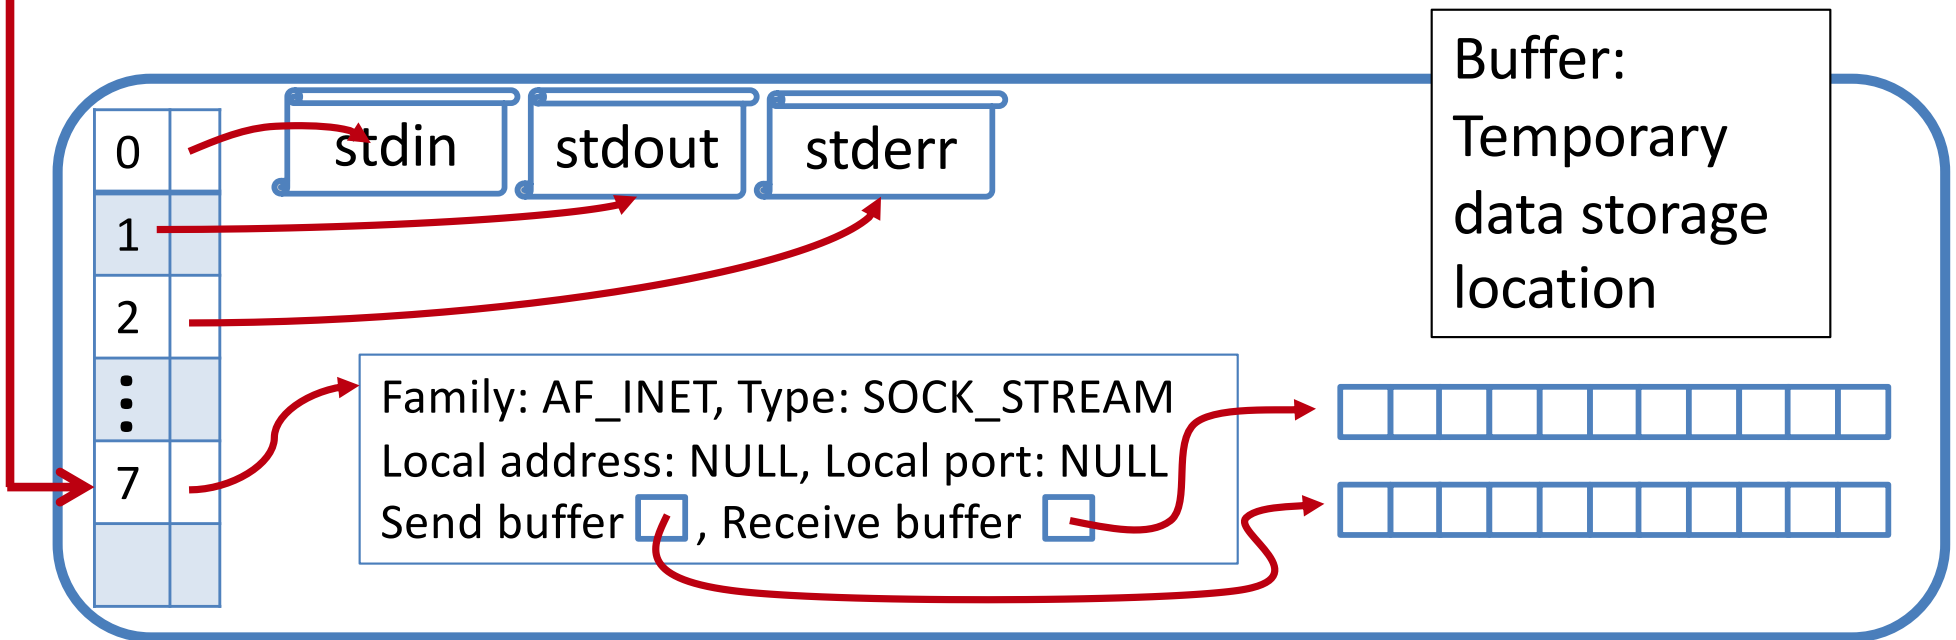 0
stdin
stdout
stderr
1
2
⋮
7
Buffer:
Temporary
data storage
location
Family: AF_INET, Type: SOCK_STREAM
Local address: NULL, Local port: NULL
Send buffer , Receive buffer